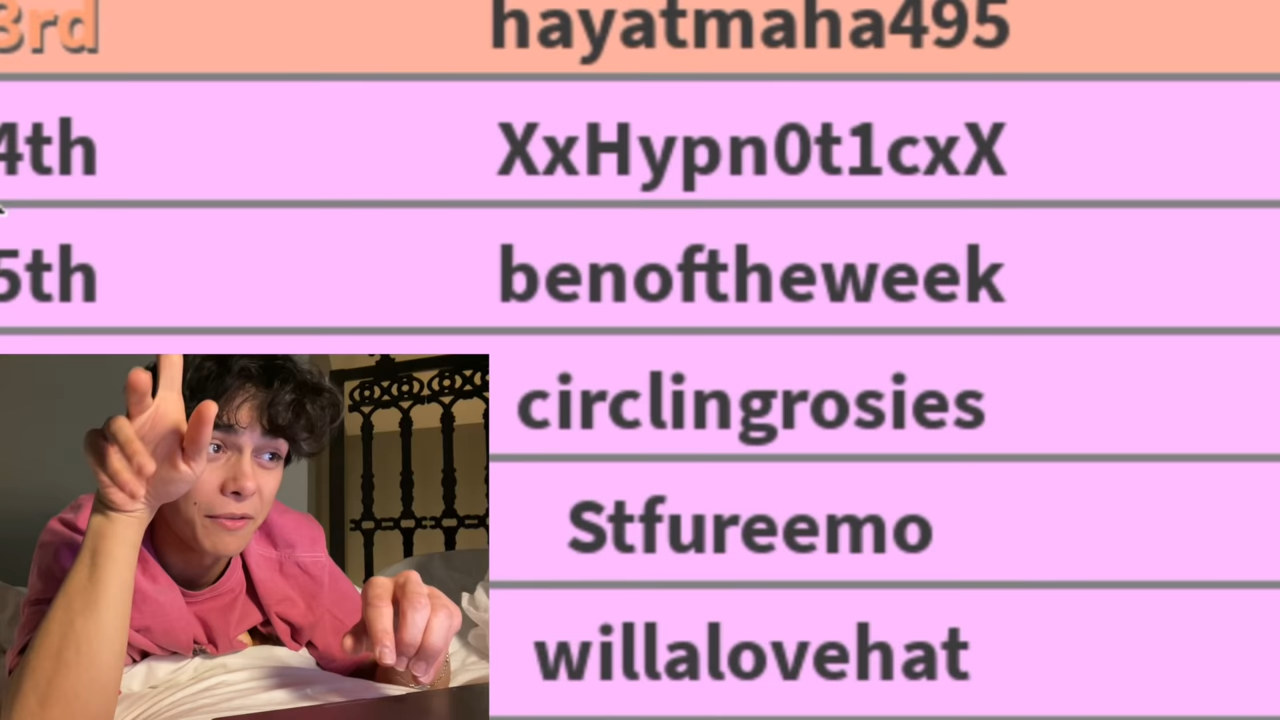 3rd hayatmaha495
4th XxHypn0t1cxX
5th benoftheweek
circlingrosies
Stfureemo
willalovehat